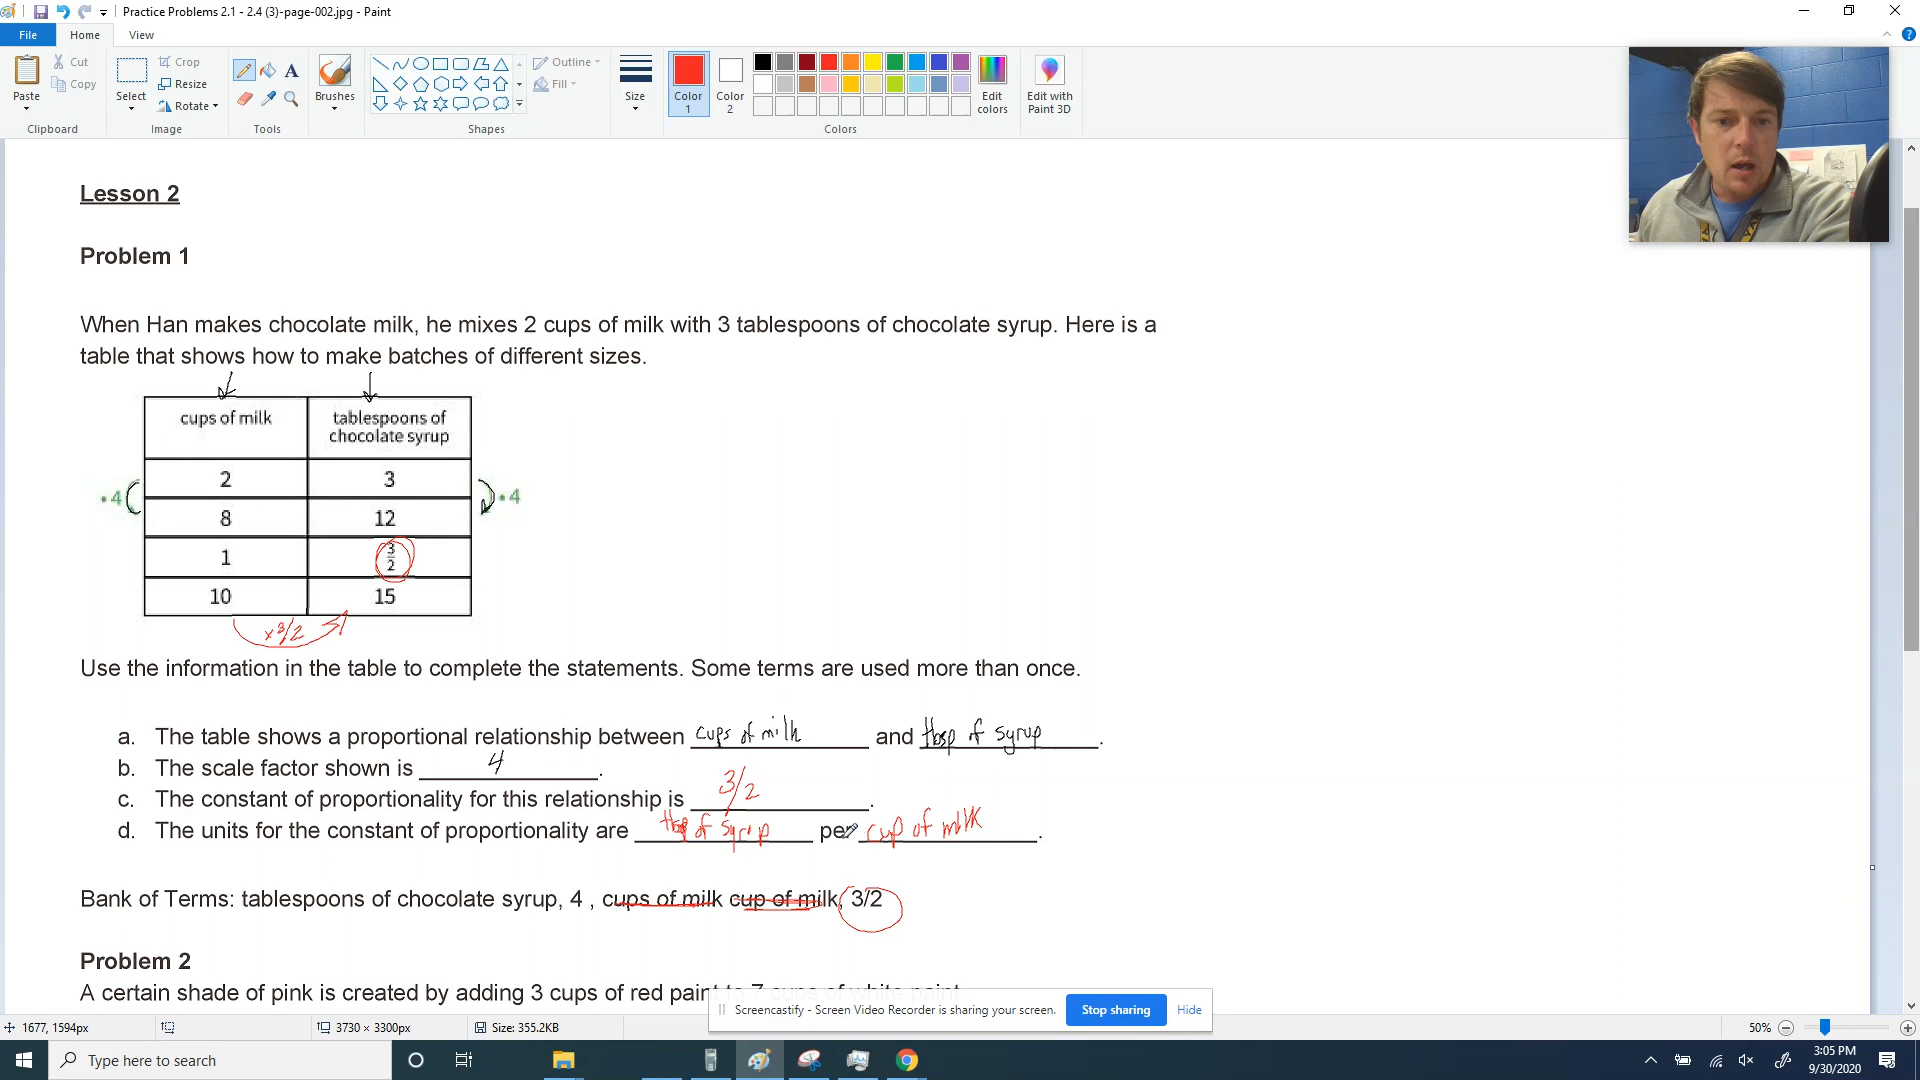 Practice Problems 2.1 - 2.4 (3)-page-002.jpg - Paint
File Home View
Paste Cut Copy Clipboard
Select Crop Resize Rotate Image
Tools
Brushes
Outline Fill Shapes
Size
Color 1 Color 2 Edit colors Colors
Edit with Paint 3D
Lesson 2
Problem 1
When Han makes chocolate milk, he mixes 2 cups of milk with 3 tablespoons of chocolate syrup. Here is a
table that shows how to make batches of different sizes.
cups of milk tablespoons of chocolate syrup
2 3
•4 •4
8 12
1 3/2
10 15
x 3/2
Use the information in the table to complete the statements. Some terms are used more than once.
a. The table shows a proportional relationship between cups of milk and tbsp of syrup.
b. The scale factor shown is 4.
c. The constant of proportionality for this relationship is 3/2.
d. The units for the constant of proportionality are tbsp of syrup per cup of milk.
Bank of Terms: tablespoons of chocolate syrup, 4 , cups of milk cup of milk, 3/2
Problem 2
A certain shade of pink is created by adding 3 cups of red paint to 7 cups of white paint
Screencastify - Screen Video Recorder is sharing your screen. Stop sharing Hide
1677, 1594px 3730 × 3300px Size: 355.2KB 50%
Type here to search
3:05 PM
9/30/2020